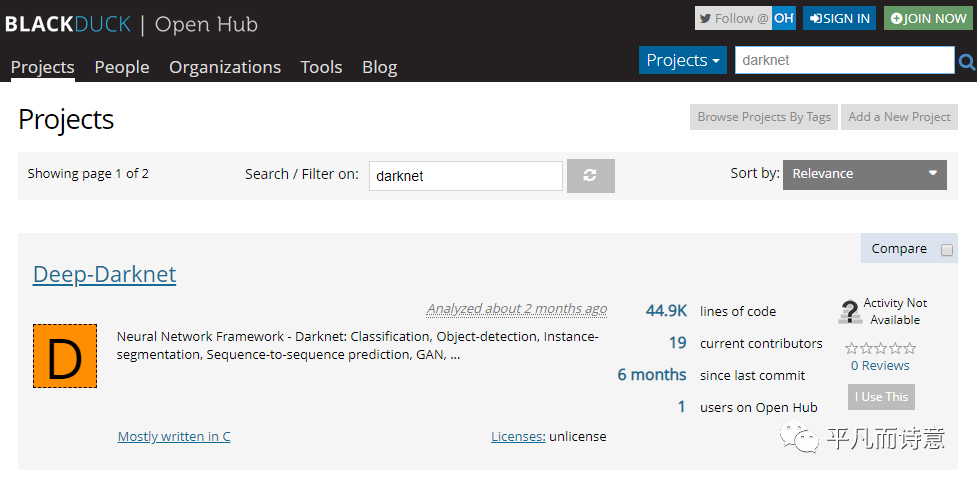 BLACKDUCK | Open Hub
Follow @ OH
SIGN IN
JOIN NOW
Projects People Organizations Tools Blog
Projects
darknet
Projects
Browse Projects By Tags
Add a New Project
Showing page 1 of 2
Search / Filter on:
darknet
Sort by:
Relevance
Compare
Deep-Darknet
Analyzed about 2 months ago
D
Neural Network Framework - Darknet: Classification, Object-detection, Instance-
segmentation, Sequence-to-sequence prediction, GAN, ...
Mostly written in C
Licenses: unlicense
44.9K lines of code
19 current contributors
6 months since last commit
1 users on Open Hub
Activity Not
Available
0 Reviews
I Use This
平凡而诗意